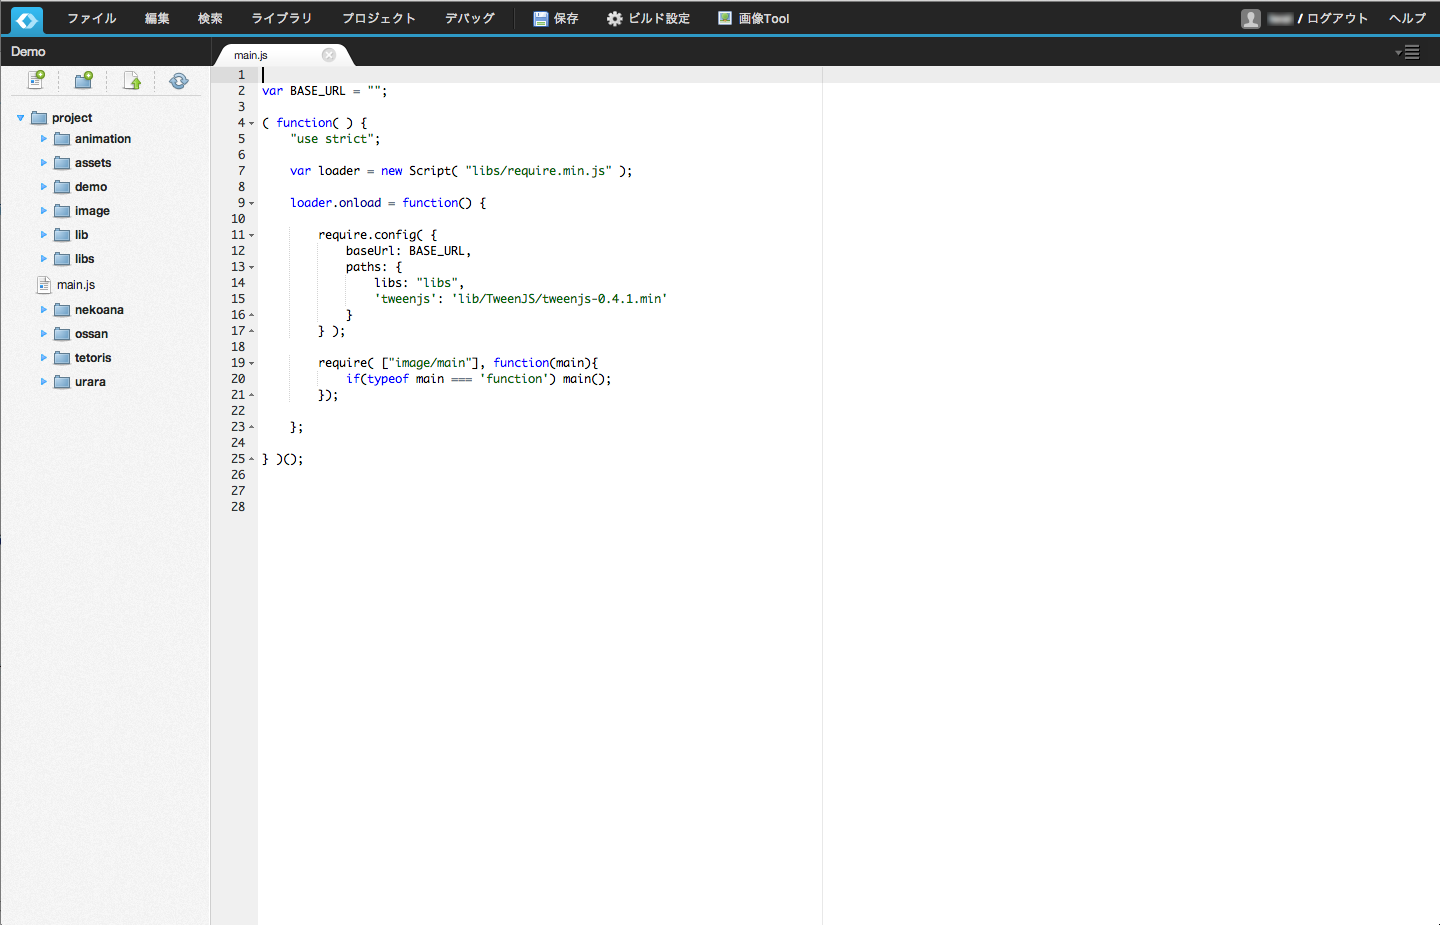 ファイル 編集 検索 ライブラリ プロジェクト デバッグ 保存 ビルド設定 画像Tool / ログアウト ヘルプ
Demo
main.js
project
animation
assets
demo
image
lib
libs
main.js
nekoana
ossan
tetoris
urara
1
2 var BASE_URL = "";
3
4 ( function( ) {
5 "use strict";
6
7 var loader = new Script( "libs/require.min.js" );
8
9 loader.onload = function() {
10
11 require.config( {
12 baseUrl: BASE_URL,
13 paths: {
14 libs: "libs",
15 'tweenjs': 'lib/TweenJS/tweenjs-0.4.1.min'
16 }
17 } );
18
19 require( ["image/main"], function(main){
20 if(typeof main === 'function') main();
21 });
22
23 };
24
25 } )();
26
27
28